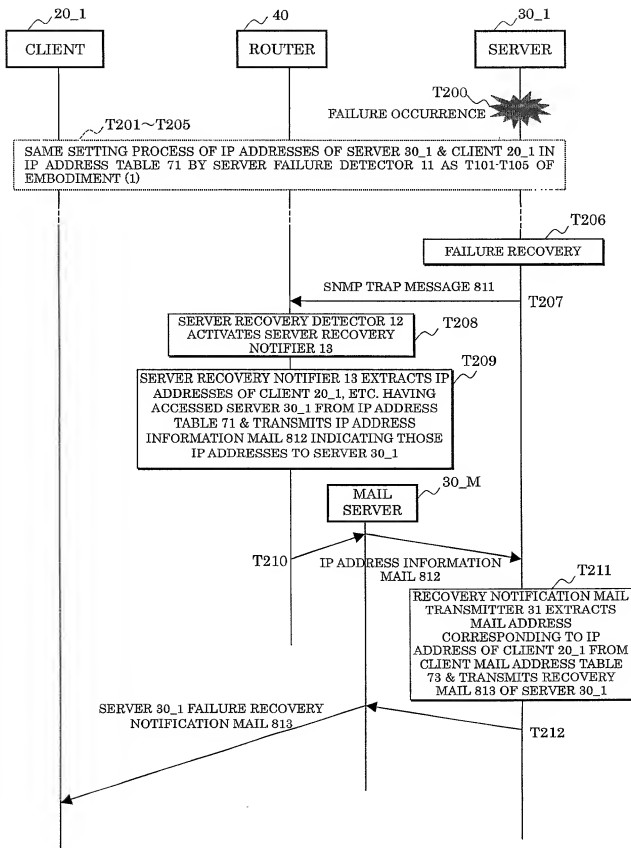 20_1
40
30_1
CLIENT
ROUTER
SERVER
T200
FAILURE OCCURRENCE
T201~T205
SAME SETTING PROCESS OF IP ADDRESSES OF SERVER 30_1 & CLIENT 20_1 IN
IP ADDRESS TABLE 71 BY SERVER FAILURE DETECTOR 11 AS T101-T105 OF
EMBODIMENT (1)
T206
FAILURE RECOVERY
SNMP TRAP MESSAGE 811
T207
SERVER RECOVERY DETECTOR 12
ACTIVATES SERVER RECOVERY
NOTIFIER 13
T208
T209
SERVER RECOVERY NOTIFIER 13 EXTRACTS IP
ADDRESSES OF CLIENT 20_1, ETC. HAVING
ACCESSED SERVER 30_1 FROM IP ADDRESS
TABLE 71 & TRANSMITS IP ADDRESS
INFORMATION MAIL 812 INDICATING THOSE
IP ADDRESSES TO SERVER 30_1
30_M
MAIL
SERVER
T210
IP ADDRESS INFORMATION
MAIL 812
T211
RECOVERY NOTIFICATION MAIL
TRANSMITTER 31 EXTRACTS
MAIL ADDRESS
CORRESPONDING TO IP
ADDRESS OF CLIENT 20_1 FROM
CLIENT MAIL ADDRESS TABLE
73 & TRANSMITS RECOVERY
MAIL 813 OF SERVER 30_1
SERVER 30_1 FAILURE RECOVERY
NOTIFICATION MAIL 813
T212